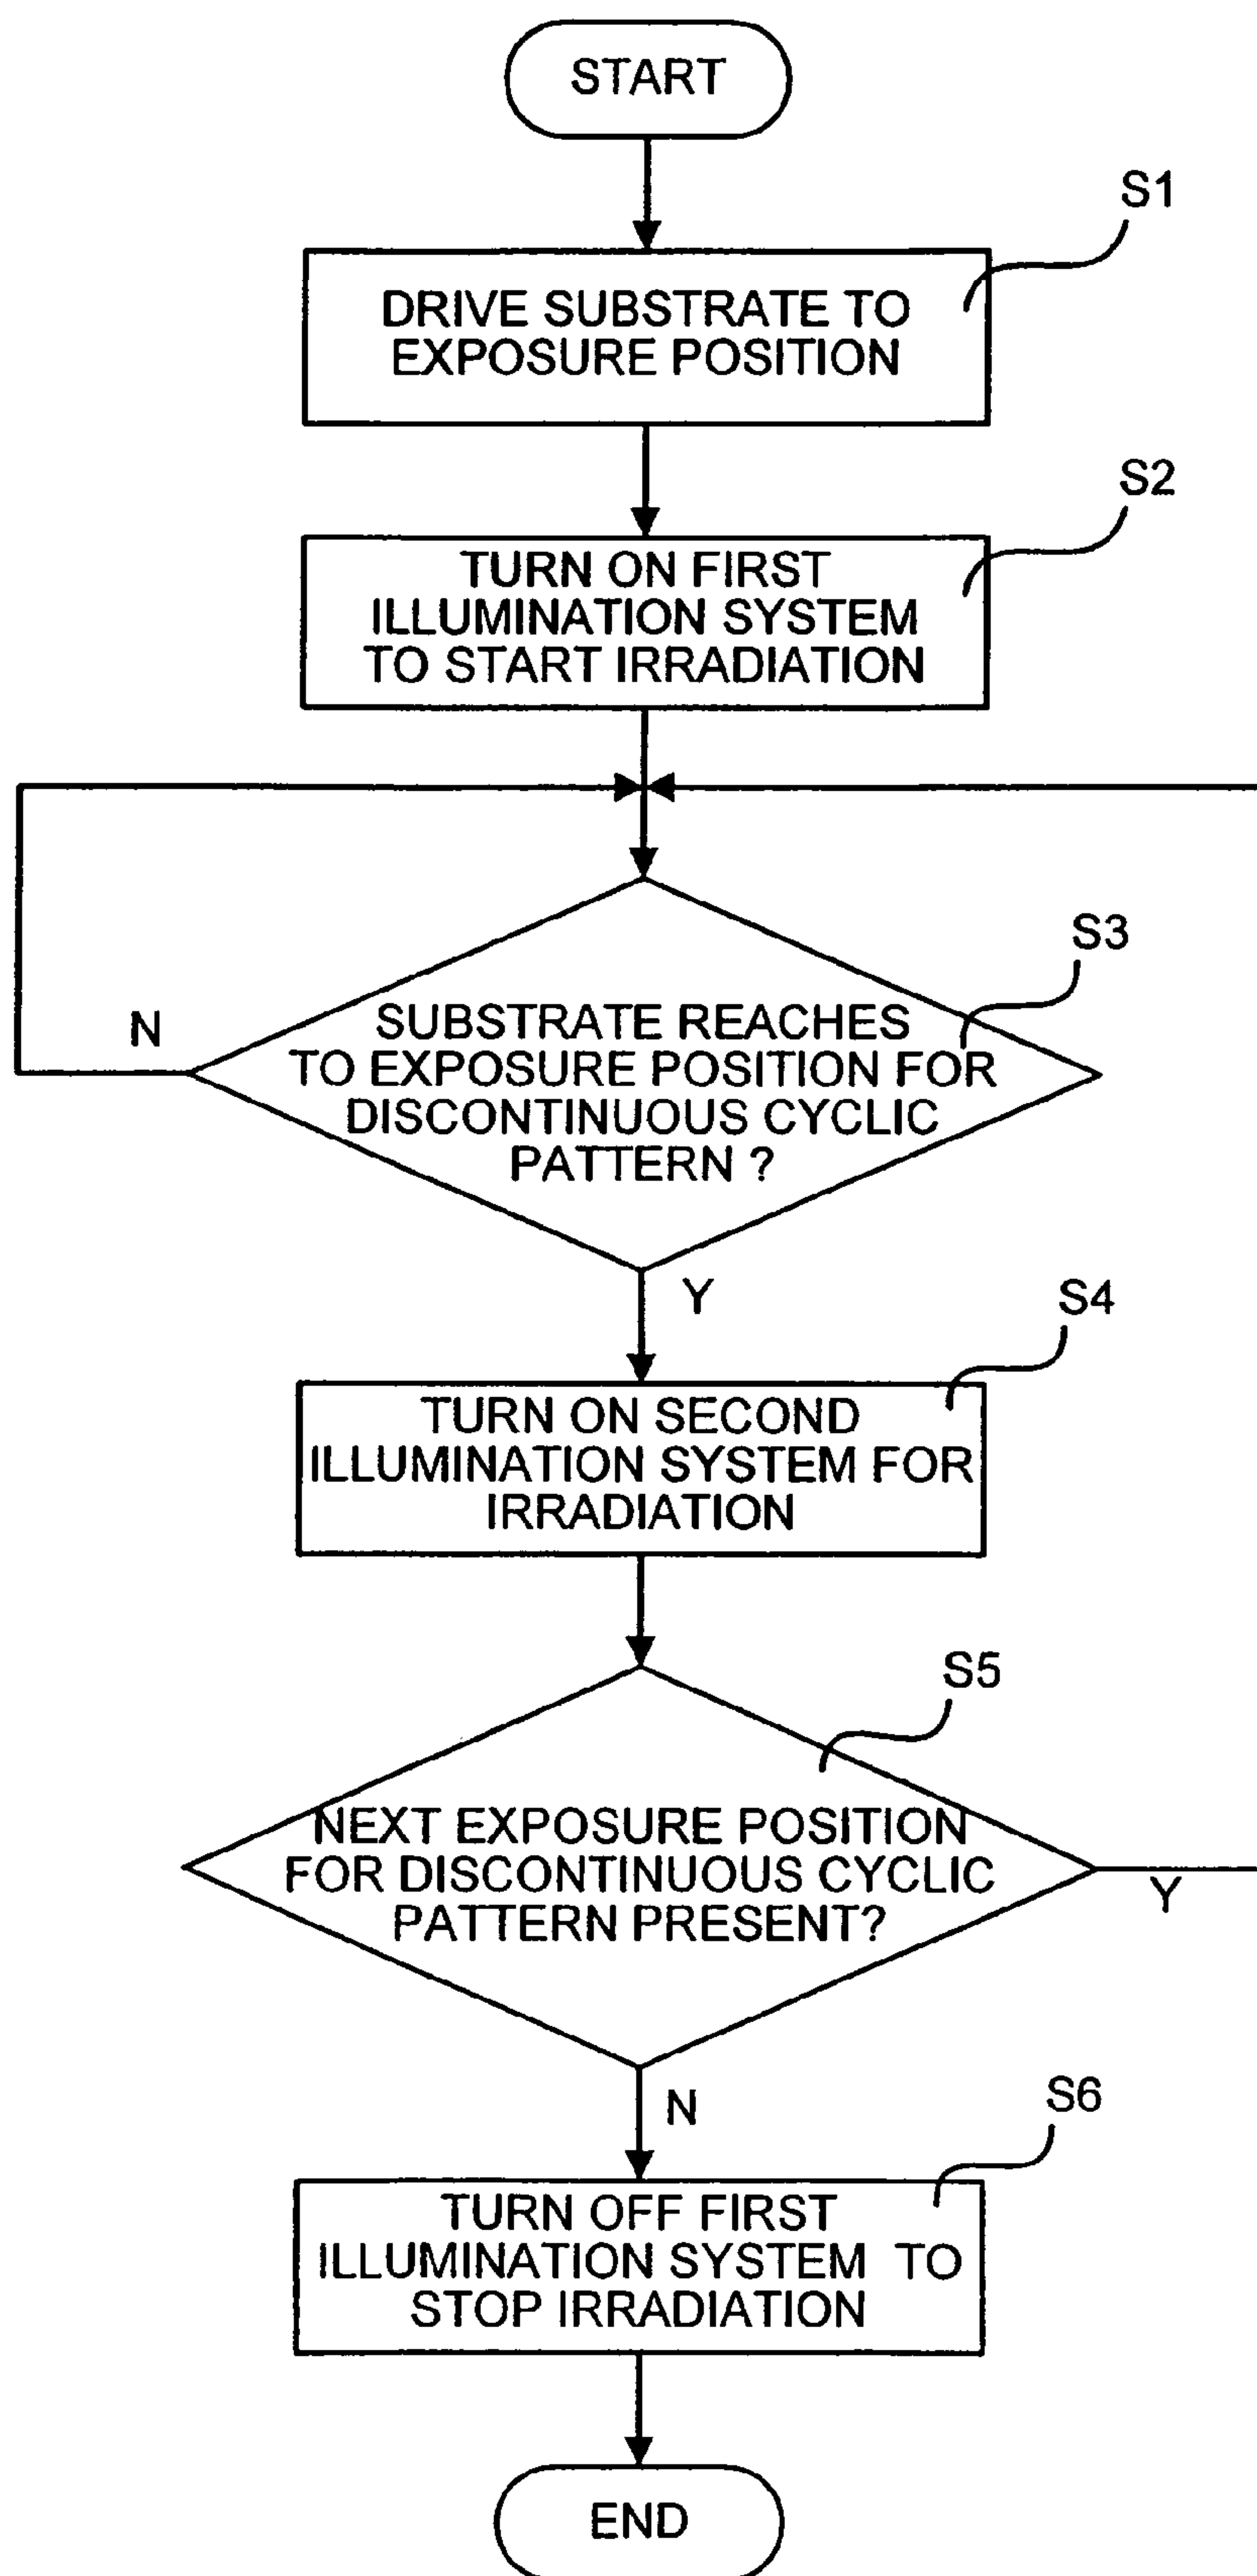 START
S1
DRIVE SUBSTRATE TO
EXPOSURE POSITION
S2
TURN ON FIRST
ILLUMINATION SYSTEM
TO START IRRADIATION
S3
N
SUBSTRATE REACHES
TO EXPOSURE POSITION FOR
DISCONTINUOUS CYCLIC
PATTERN ?
Y
S4
TURN ON SECOND
ILLUMINATION SYSTEM FOR
IRRADIATION
S5
NEXT EXPOSURE POSITION
FOR DISCONTINUOUS CYCLIC
PATTERN PRESENT?
Y
N
S6
TURN OFF FIRST
ILLUMINATION SYSTEM TO
STOP IRRADIATION
END